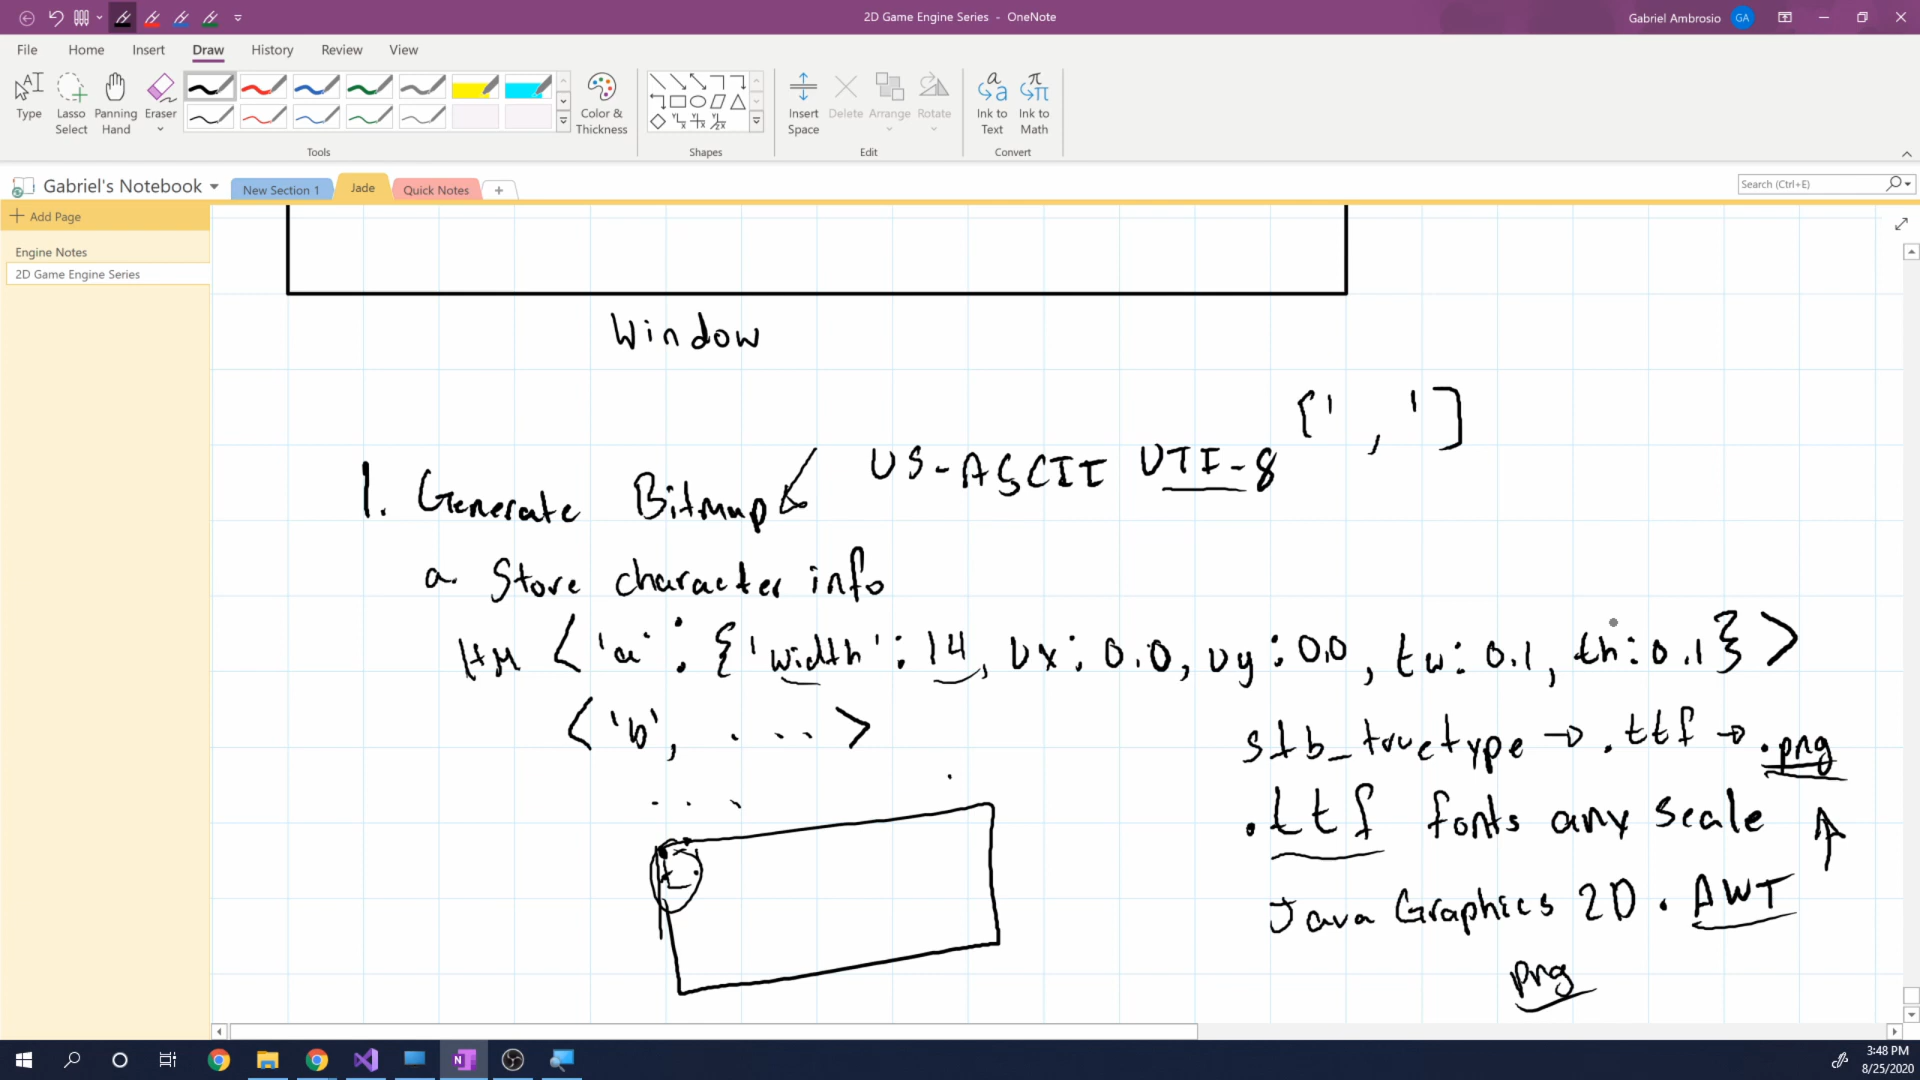 2D Game Engine Series - OneNote
Gabriel Ambrosio GA
File Home Insert Draw History Review View
Type
Lasso Select
Panning Hand
Eraser
Color & Thickness
Insert Space
Delete
Arrange
Rotate
Ink to Text
Ink to Math
Tools Shapes Edit Convert
Gabriel's Notebook New Section 1 Jade Quick Notes +
Search (Ctrl+E)
Add Page
Engine Notes
2D Game Engine Series
Window
[' , ']
US-ASCII UTF-8
1. Generate Bitmap
a. Store character info
HM <'a': {'width': 14, ux: 0.0, uy: 0.0, tw: 0.1, th: 0.1}>
<'b', ...>
...
stb_truetype → .ttf → .png
.ttf fonts any scale
Java Graphics 2D . AWT
png
3:48 PM
8/25/2020